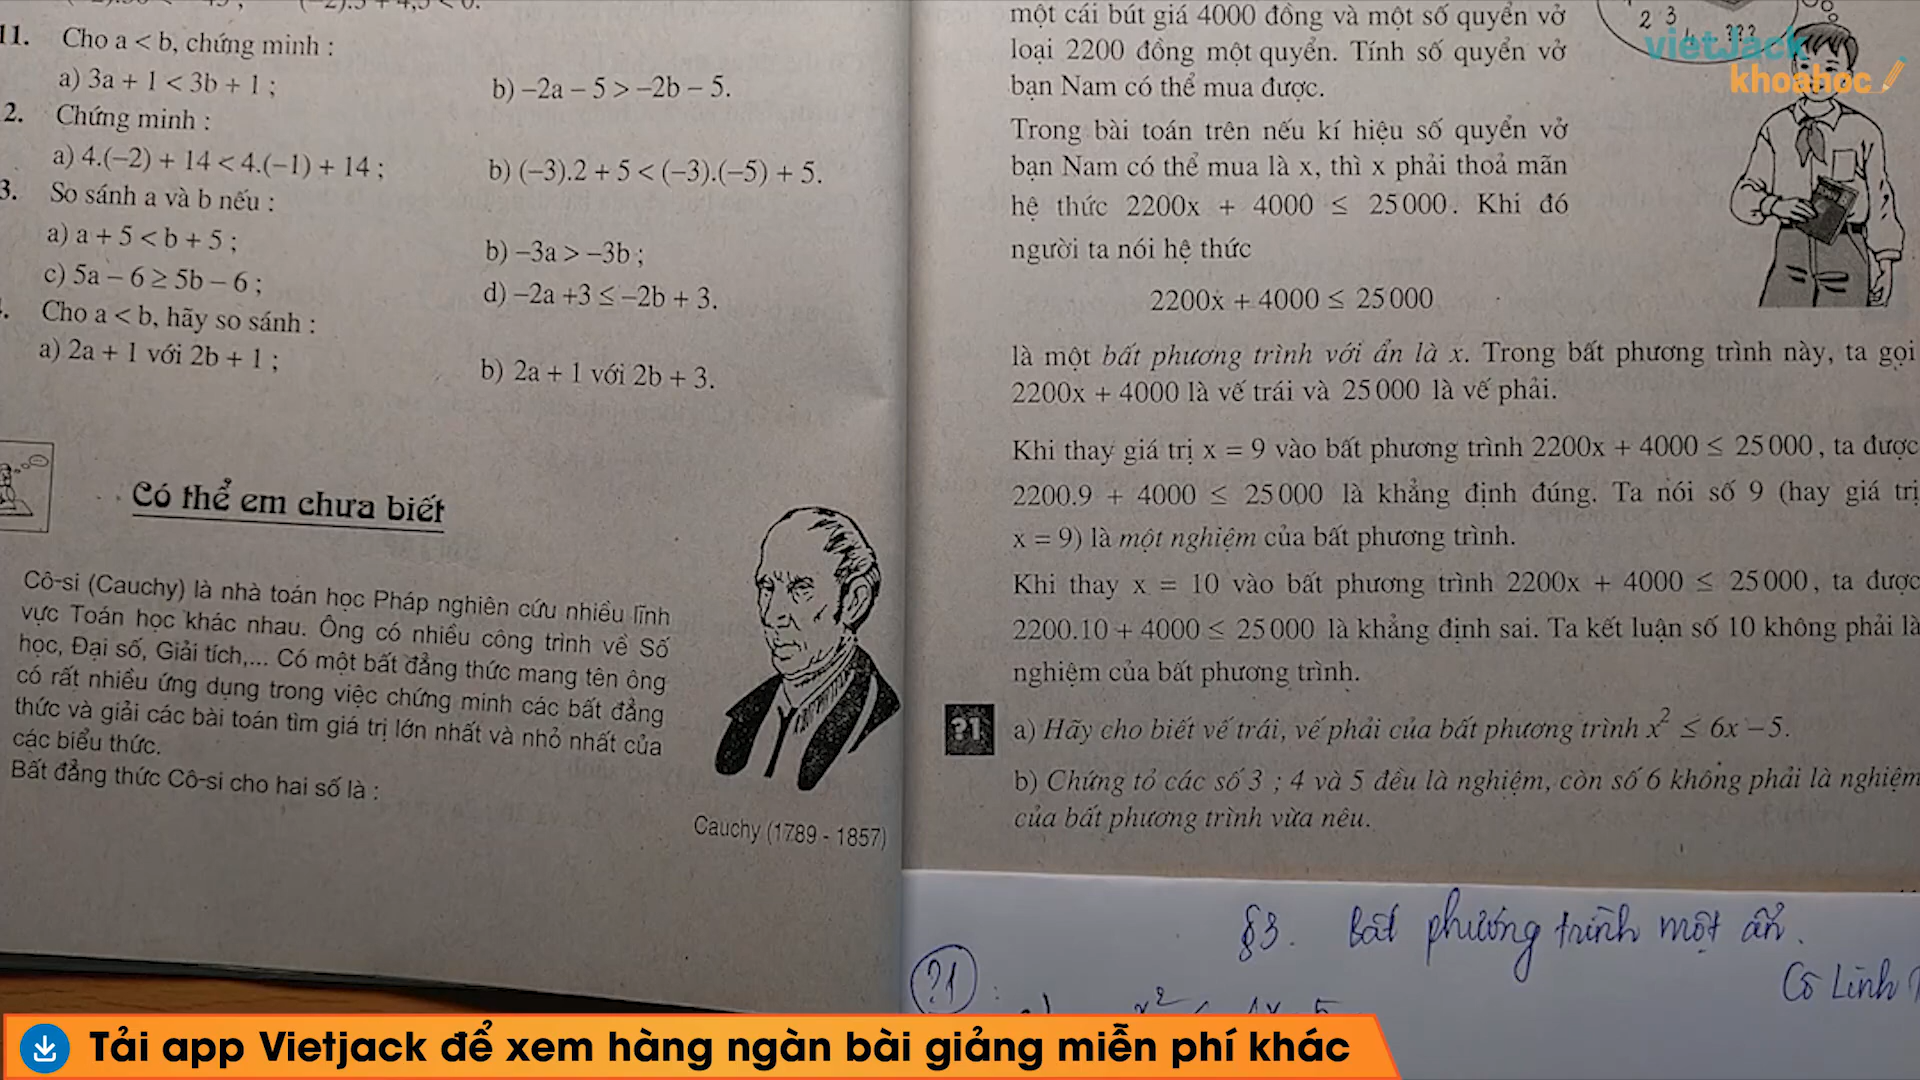 11. Cho a < b, chứng minh :
a) 3a + 1 < 3b + 1 ; b) –2a – 5 > –2b – 5.
2. Chứng minh :
a) 4.(–2) + 14 < 4.(–1) + 14 ; b) (–3).2 + 5 < (–3).(–5) + 5.
3. So sánh a và b nếu :
a) a + 5 < b + 5 ; b) –3a > –3b ;
c) 5a – 6 ≥ 5b – 6 ; d) –2a +3 ≤ –2b + 3.
Cho a < b, hãy so sánh :
a) 2a + 1 với 2b + 1 ; b) 2a + 1 với 2b + 3.
Có thể em chưa biết
Cô-si (Cauchy) là nhà toán học Pháp nghiên cứu nhiều lĩnh
vực Toán học khác nhau. Ông có nhiều công trình về Số
học, Đại số, Giải tích,... Có một bất đẳng thức mang tên ông
có rất nhiều ứng dụng trong việc chứng minh các bất đẳng
thức và giải các bài toán tìm giá trị lớn nhất và nhỏ nhất của
các biểu thức.
Bất đẳng thức Cô-si cho hai số là :
Cauchy (1789 - 1857)
một cái bút giá 4000 đồng và một số quyển vở
loại 2200 đồng một quyển. Tính số quyển vở
bạn Nam có thể mua được.
Trong bài toán trên nếu kí hiệu số quyển vở
bạn Nam có thể mua là x, thì x phải thoả mãn
hệ thức 2200x + 4000 ≤ 25 000. Khi đó
người ta nói hệ thức
2200x + 4000 ≤ 25 000
là một bất phương trình với ẩn là x. Trong bất phương trình này, ta gọi
2200x + 4000 là vế trái và 25 000 là vế phải.
Khi thay giá trị x = 9 vào bất phương trình 2200x + 4000 ≤ 25 000, ta được
2200.9 + 4000 ≤ 25 000 là khẳng định đúng. Ta nói số 9 (hay giá trị
x = 9) là một nghiệm của bất phương trình.
Khi thay x = 10 vào bất phương trình 2200x + 4000 ≤ 25 000, ta được
2200.10 + 4000 ≤ 25 000 là khẳng định sai. Ta kết luận số 10 không phải là
nghiệm của bất phương trình.
?1 a) Hãy cho biết vế trái, vế phải của bất phương trình x² ≤ 6x – 5.
b) Chứng tỏ các số 3 ; 4 và 5 đều là nghiệm, còn số 6 không phải là nghiệm
của bất phương trình vừa nêu.
§3. Bất phương trình một ẩn.
Cô Linh
?1 :
vietJack
khoahoc
Tải app Vietjack để xem hàng ngàn bài giảng miễn phí khác